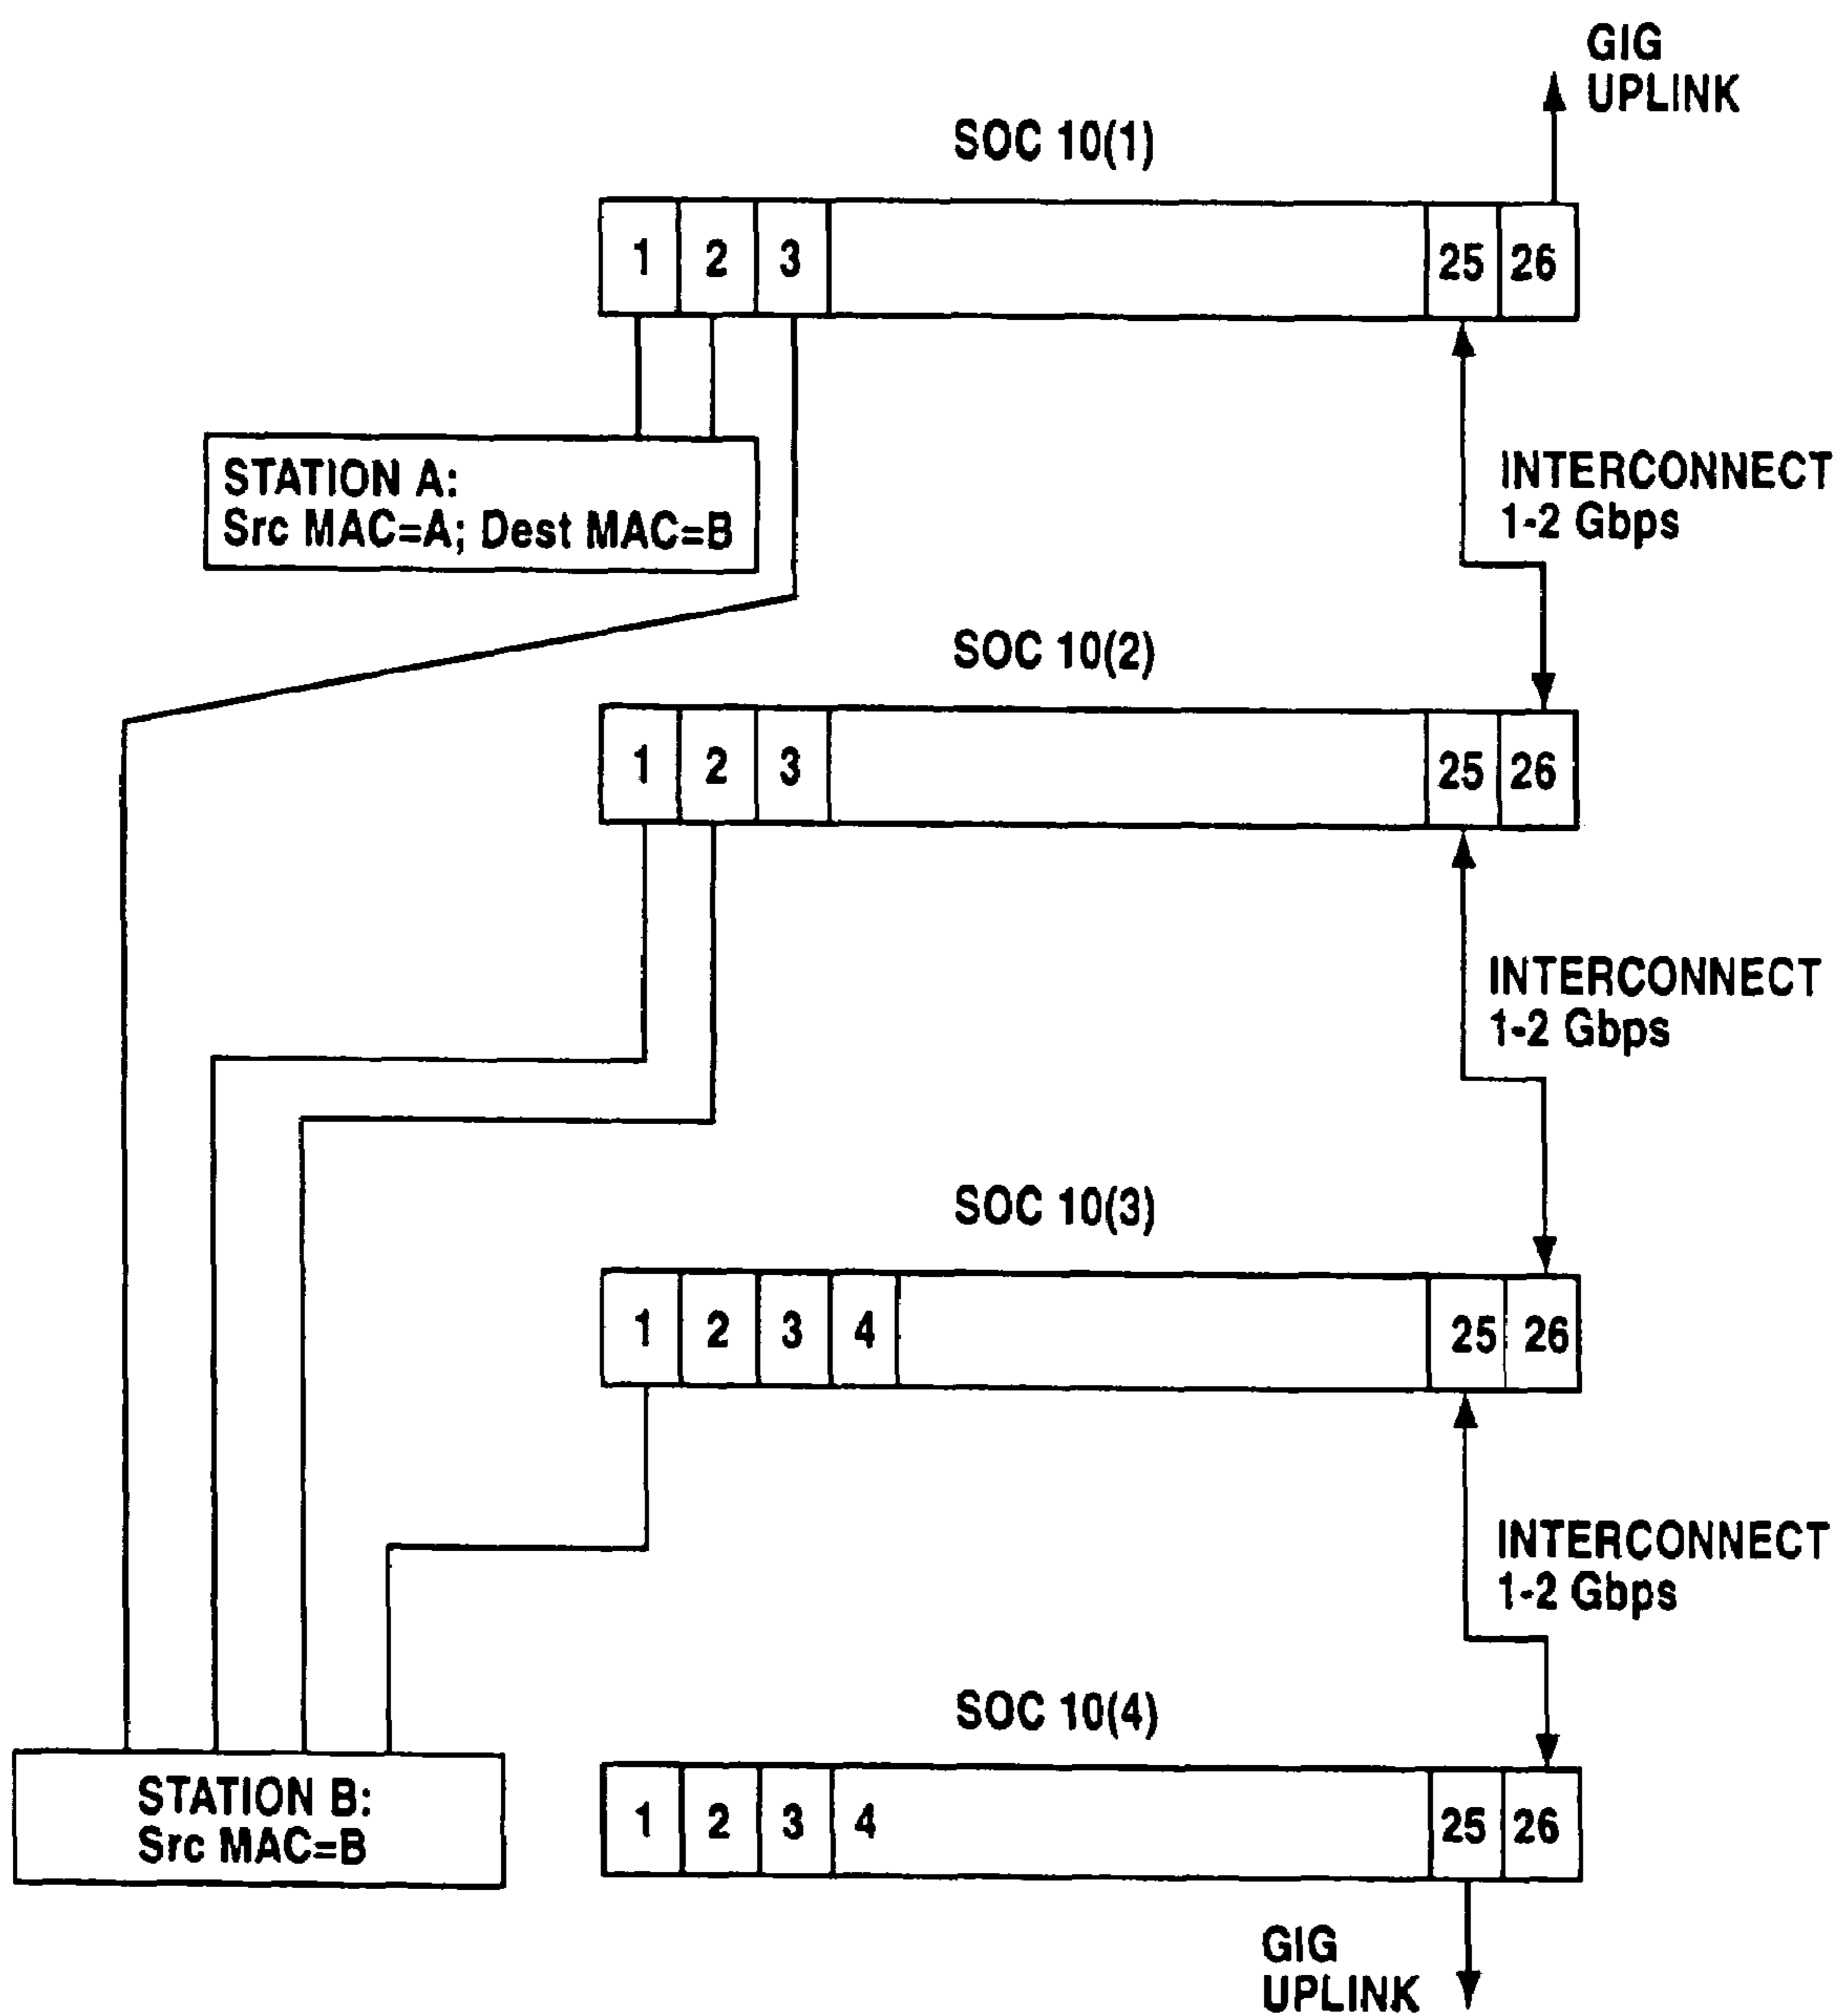 GIG
UPLINK
SOC 10(1)
1 2 3 25 26
STATION A:
Src MAC=A; Dest MAC=B
INTERCONNECT
1-2 Gbps
SOC 10(2)
1 2 3 25 26
INTERCONNECT
1-2 Gbps
SOC 10(3)
1 2 3 4 25 26
INTERCONNECT
1-2 Gbps
SOC 10(4)
STATION B:
Src MAC=B
1 2 3 4 25 26
GIG
UPLINK